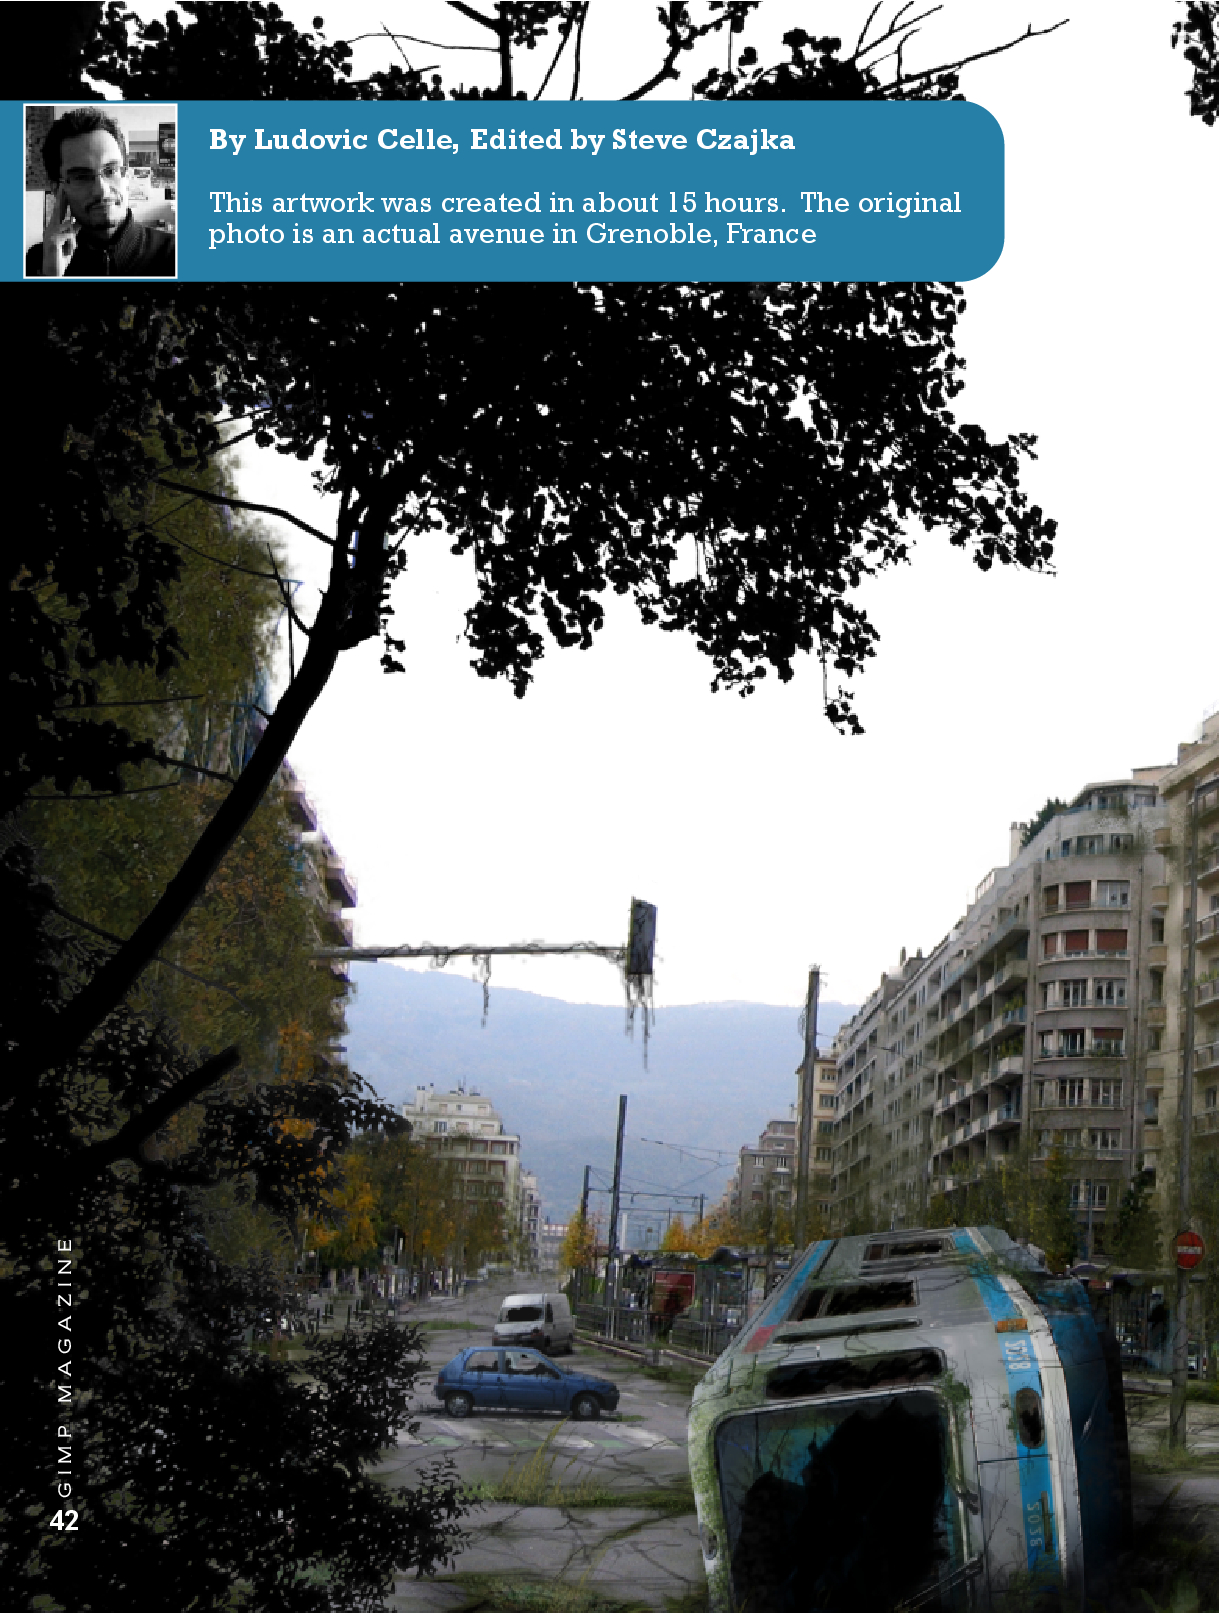 By Ludovic Celle, Edited by Steve Czajka
This artwork was created in about 15 hours. The original
photo is an actual avenue in Grenoble, France
GIMP MAGAZINE
42